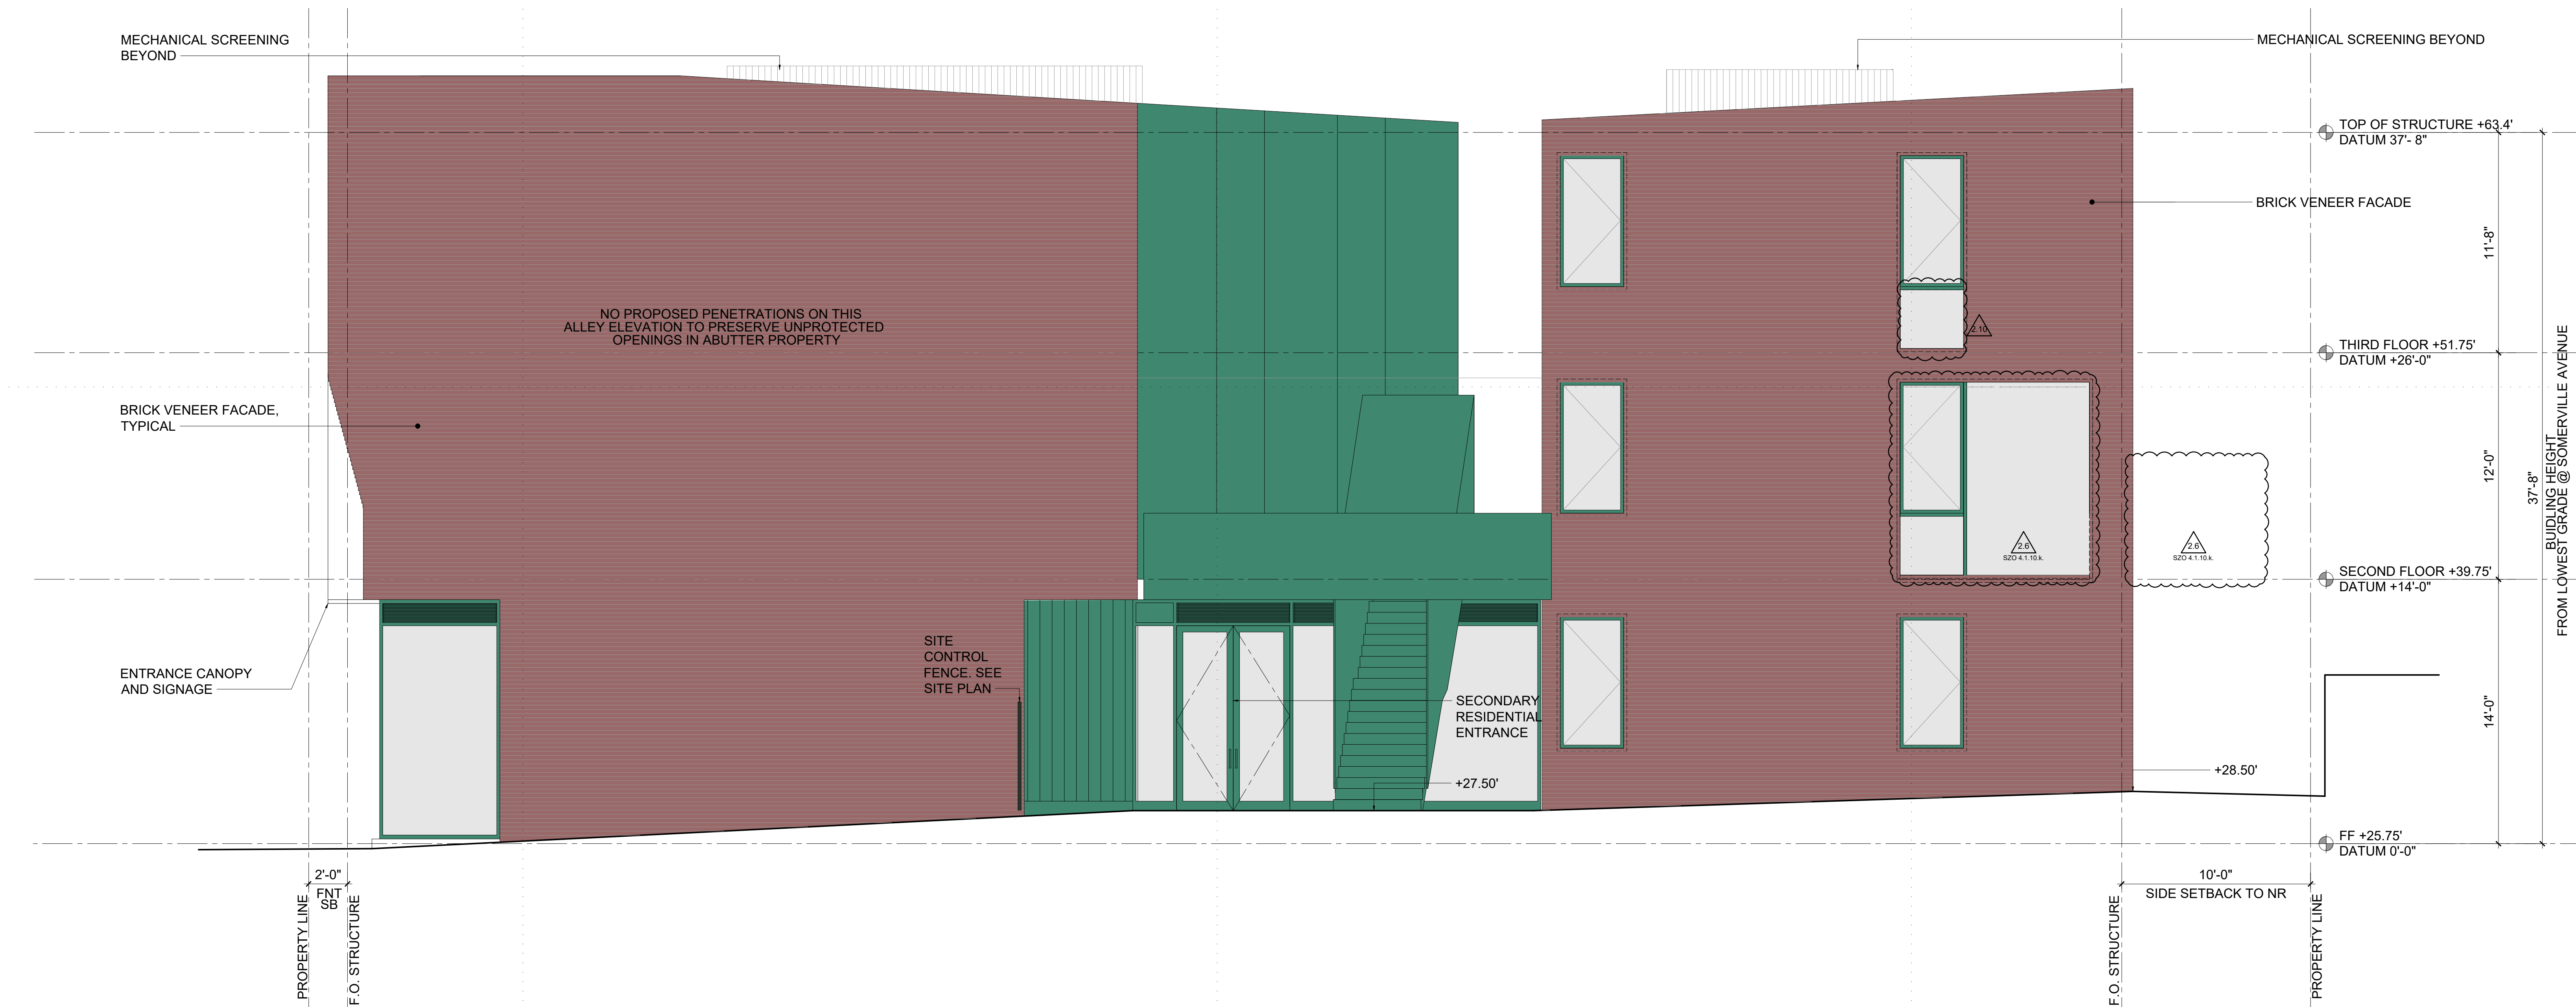 MECHANICAL SCREENING
BEYOND
MECHANICAL SCREENING BEYOND
TOP OF STRUCTURE +63.4'
DATUM 37'- 8"
BRICK VENEER FACADE
11'-8"
NO PROPOSED PENETRATIONS ON THIS
ALLEY ELEVATION TO PRESERVE UNPROTECTED
OPENINGS IN ABUTTER PROPERTY
2.10
THIRD FLOOR +51.75'
DATUM +26'-0"
BRICK VENEER FACADE,
TYPICAL
12'-0"
37'-8"
BUIDLING HEIGHT
FROM LOWEST GRADE @ SOMERVILLE AVENUE
2.6
SZO 4.1.10.k.
2.6
SZO 4.1.10.k.
SECOND FLOOR +39.75'
DATUM +14'-0"
ENTRANCE CANOPY
AND SIGNAGE
SITE
CONTROL
FENCE. SEE
SITE PLAN
SECONDARY
RESIDENTIAL
ENTRANCE
14'-0"
+27.50'
+28.50'
FF +25.75'
DATUM 0'-0"
2'-0"
FNT
SB
10'-0"
SIDE SETBACK TO NR
PROPERTY LINE
F.O. STRUCTURE
F.O. STRUCTURE
PROPERTY LINE